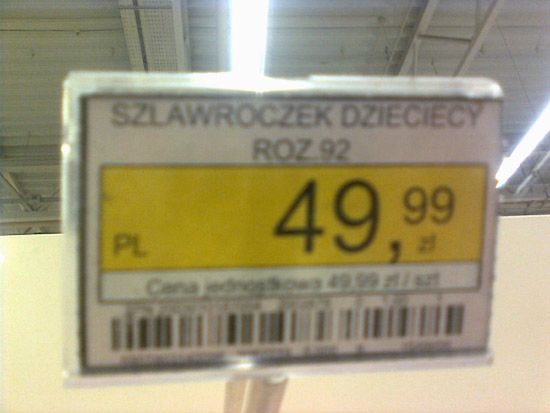 SZLAWROCZEK DZIECIECY
ROZ.92
49,99
PL zł
Cena jednostkowa 49.99 zł / szt